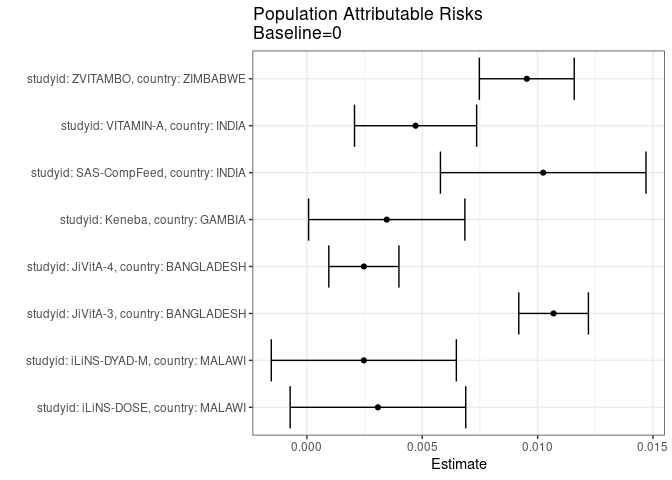 Population Attributable Risks
Baseline=0
studyid: ZVITAMBO, country: ZIMBABWE
studyid: VITAMIN-A, country: INDIA
studyid: SAS-CompFeed, country: INDIA
studyid: Keneba, country: GAMBIA
studyid: JiVitA-4, country: BANGLADESH
studyid: JiVitA-3, country: BANGLADESH
studyid: iLiNS-DYAD-M, country: MALAWI
studyid: iLiNS-DOSE, country: MALAWI
0.000 0.005 0.010 0.015
Estimate